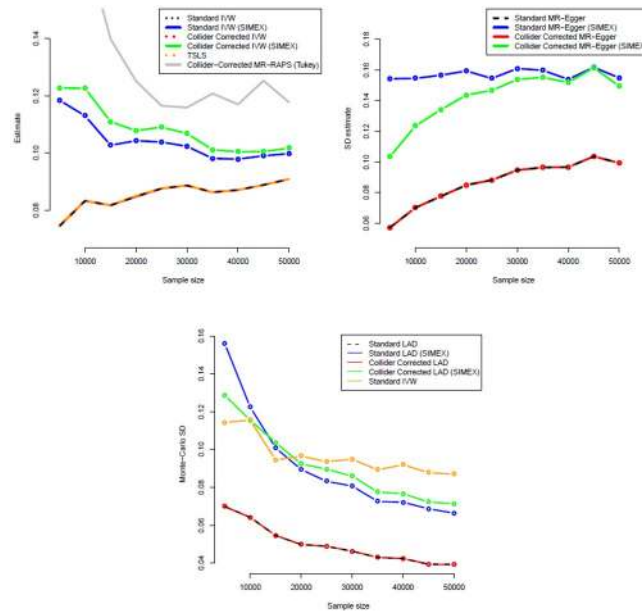 Standard IVW
Standard IVW (SIMEX)
Collider Corrected IVW
Collider Corrected IVW (SIMEX)
TSLS
Collider-Corrected MR-RAPS (Tukey)
Estimate
0.14
0.12
0.10
0.08
10000 20000 30000 40000 50000
Sample size
Standard MR-Egger
Standard MR-Egger (SIMEX)
Collider Corrected MR-Egger
Collider Corrected MR-Egger (SIMEX)
SD estimate
0.20
0.18
0.16
0.14
0.12
0.10
0.08
0.06
10000 20000 30000 40000 50000
Sample size
Standard LAD
Standard LAD (SIMEX)
Collider Corrected LAD
Collider Corrected LAD (SIMEX)
Standard IVW
Monte-Carlo SD
0.16
0.14
0.12
0.10
0.08
0.06
0.04
10000 20000 30000 40000 50000
Sample size